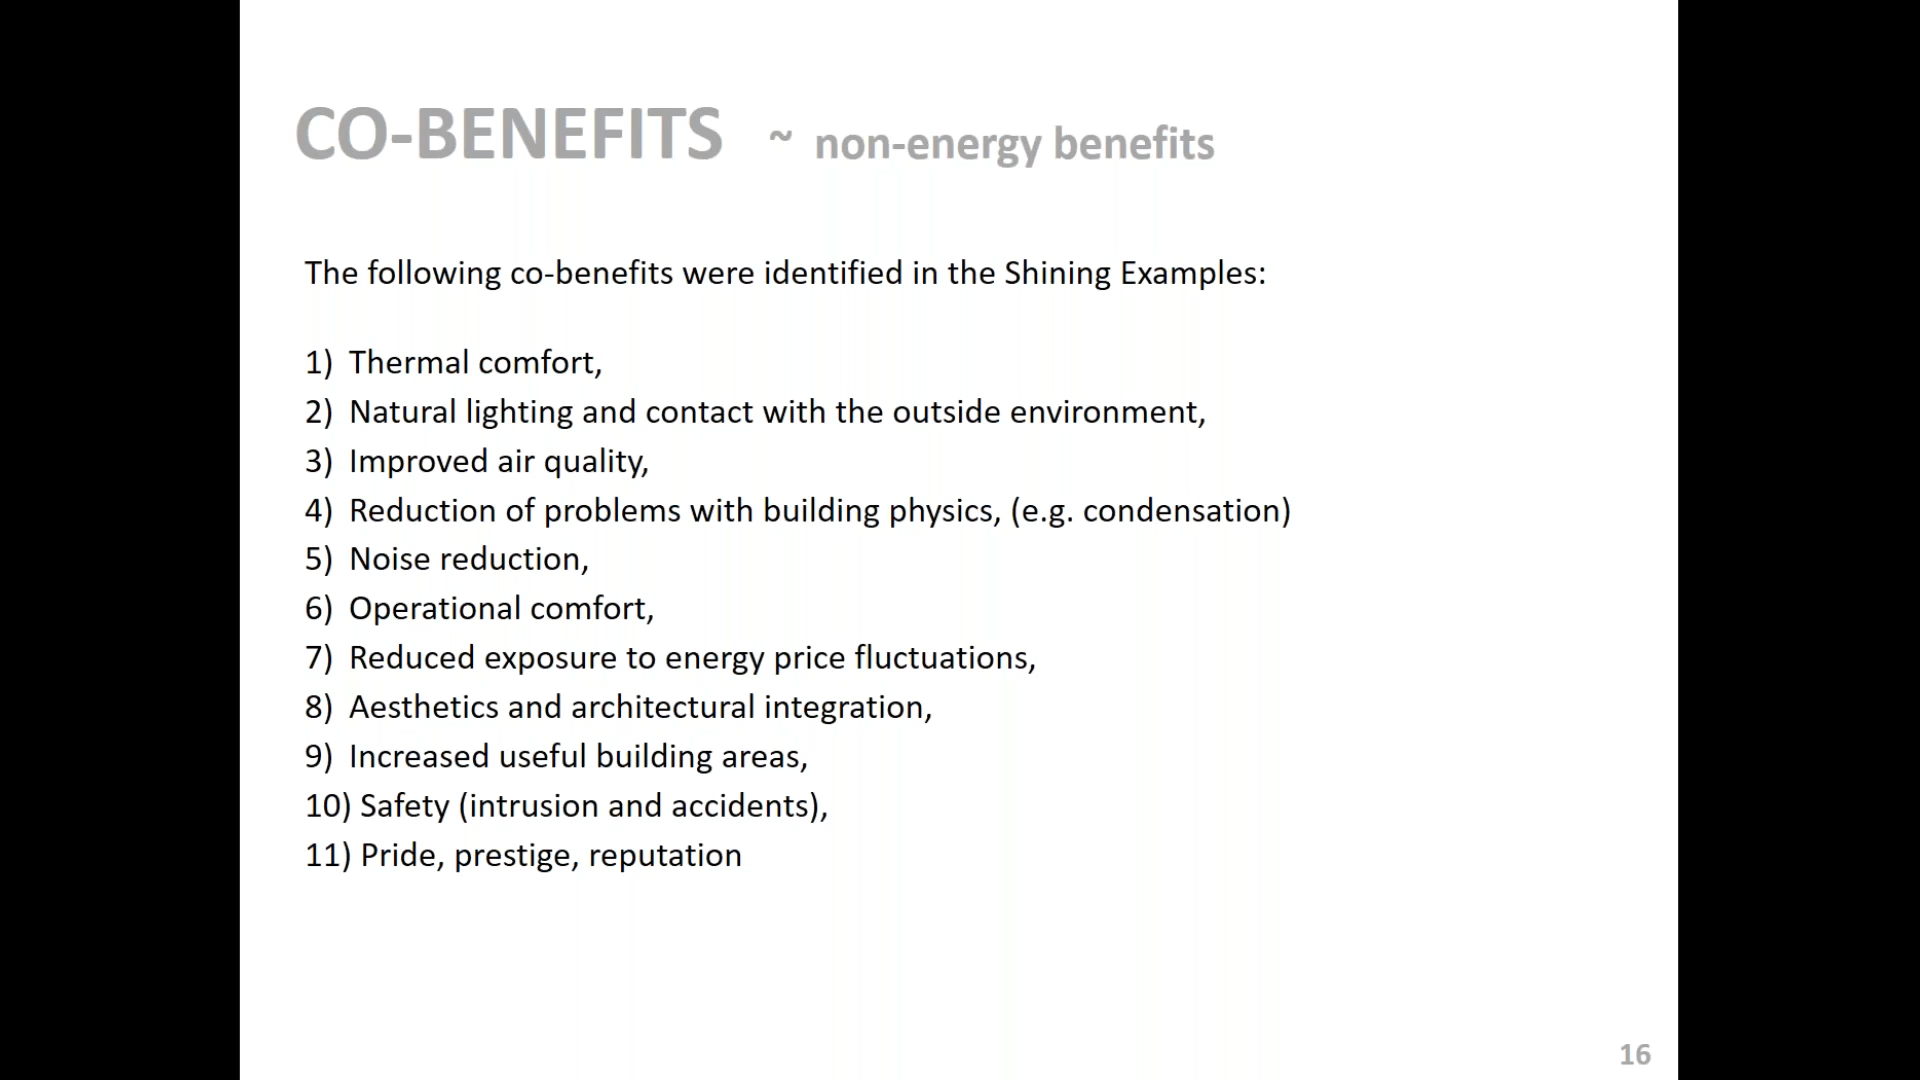 CO-BENEFITS ~ non-energy benefits
The following co-benefits were identified in the Shining Examples:
1) Thermal comfort,
2) Natural lighting and contact with the outside environment,
3) Improved air quality,
4) Reduction of problems with building physics, (e.g. condensation)
5) Noise reduction,
6) Operational comfort,
7) Reduced exposure to energy price fluctuations,
8) Aesthetics and architectural integration,
9) Increased useful building areas,
10) Safety (intrusion and accidents),
11) Pride, prestige, reputation
16